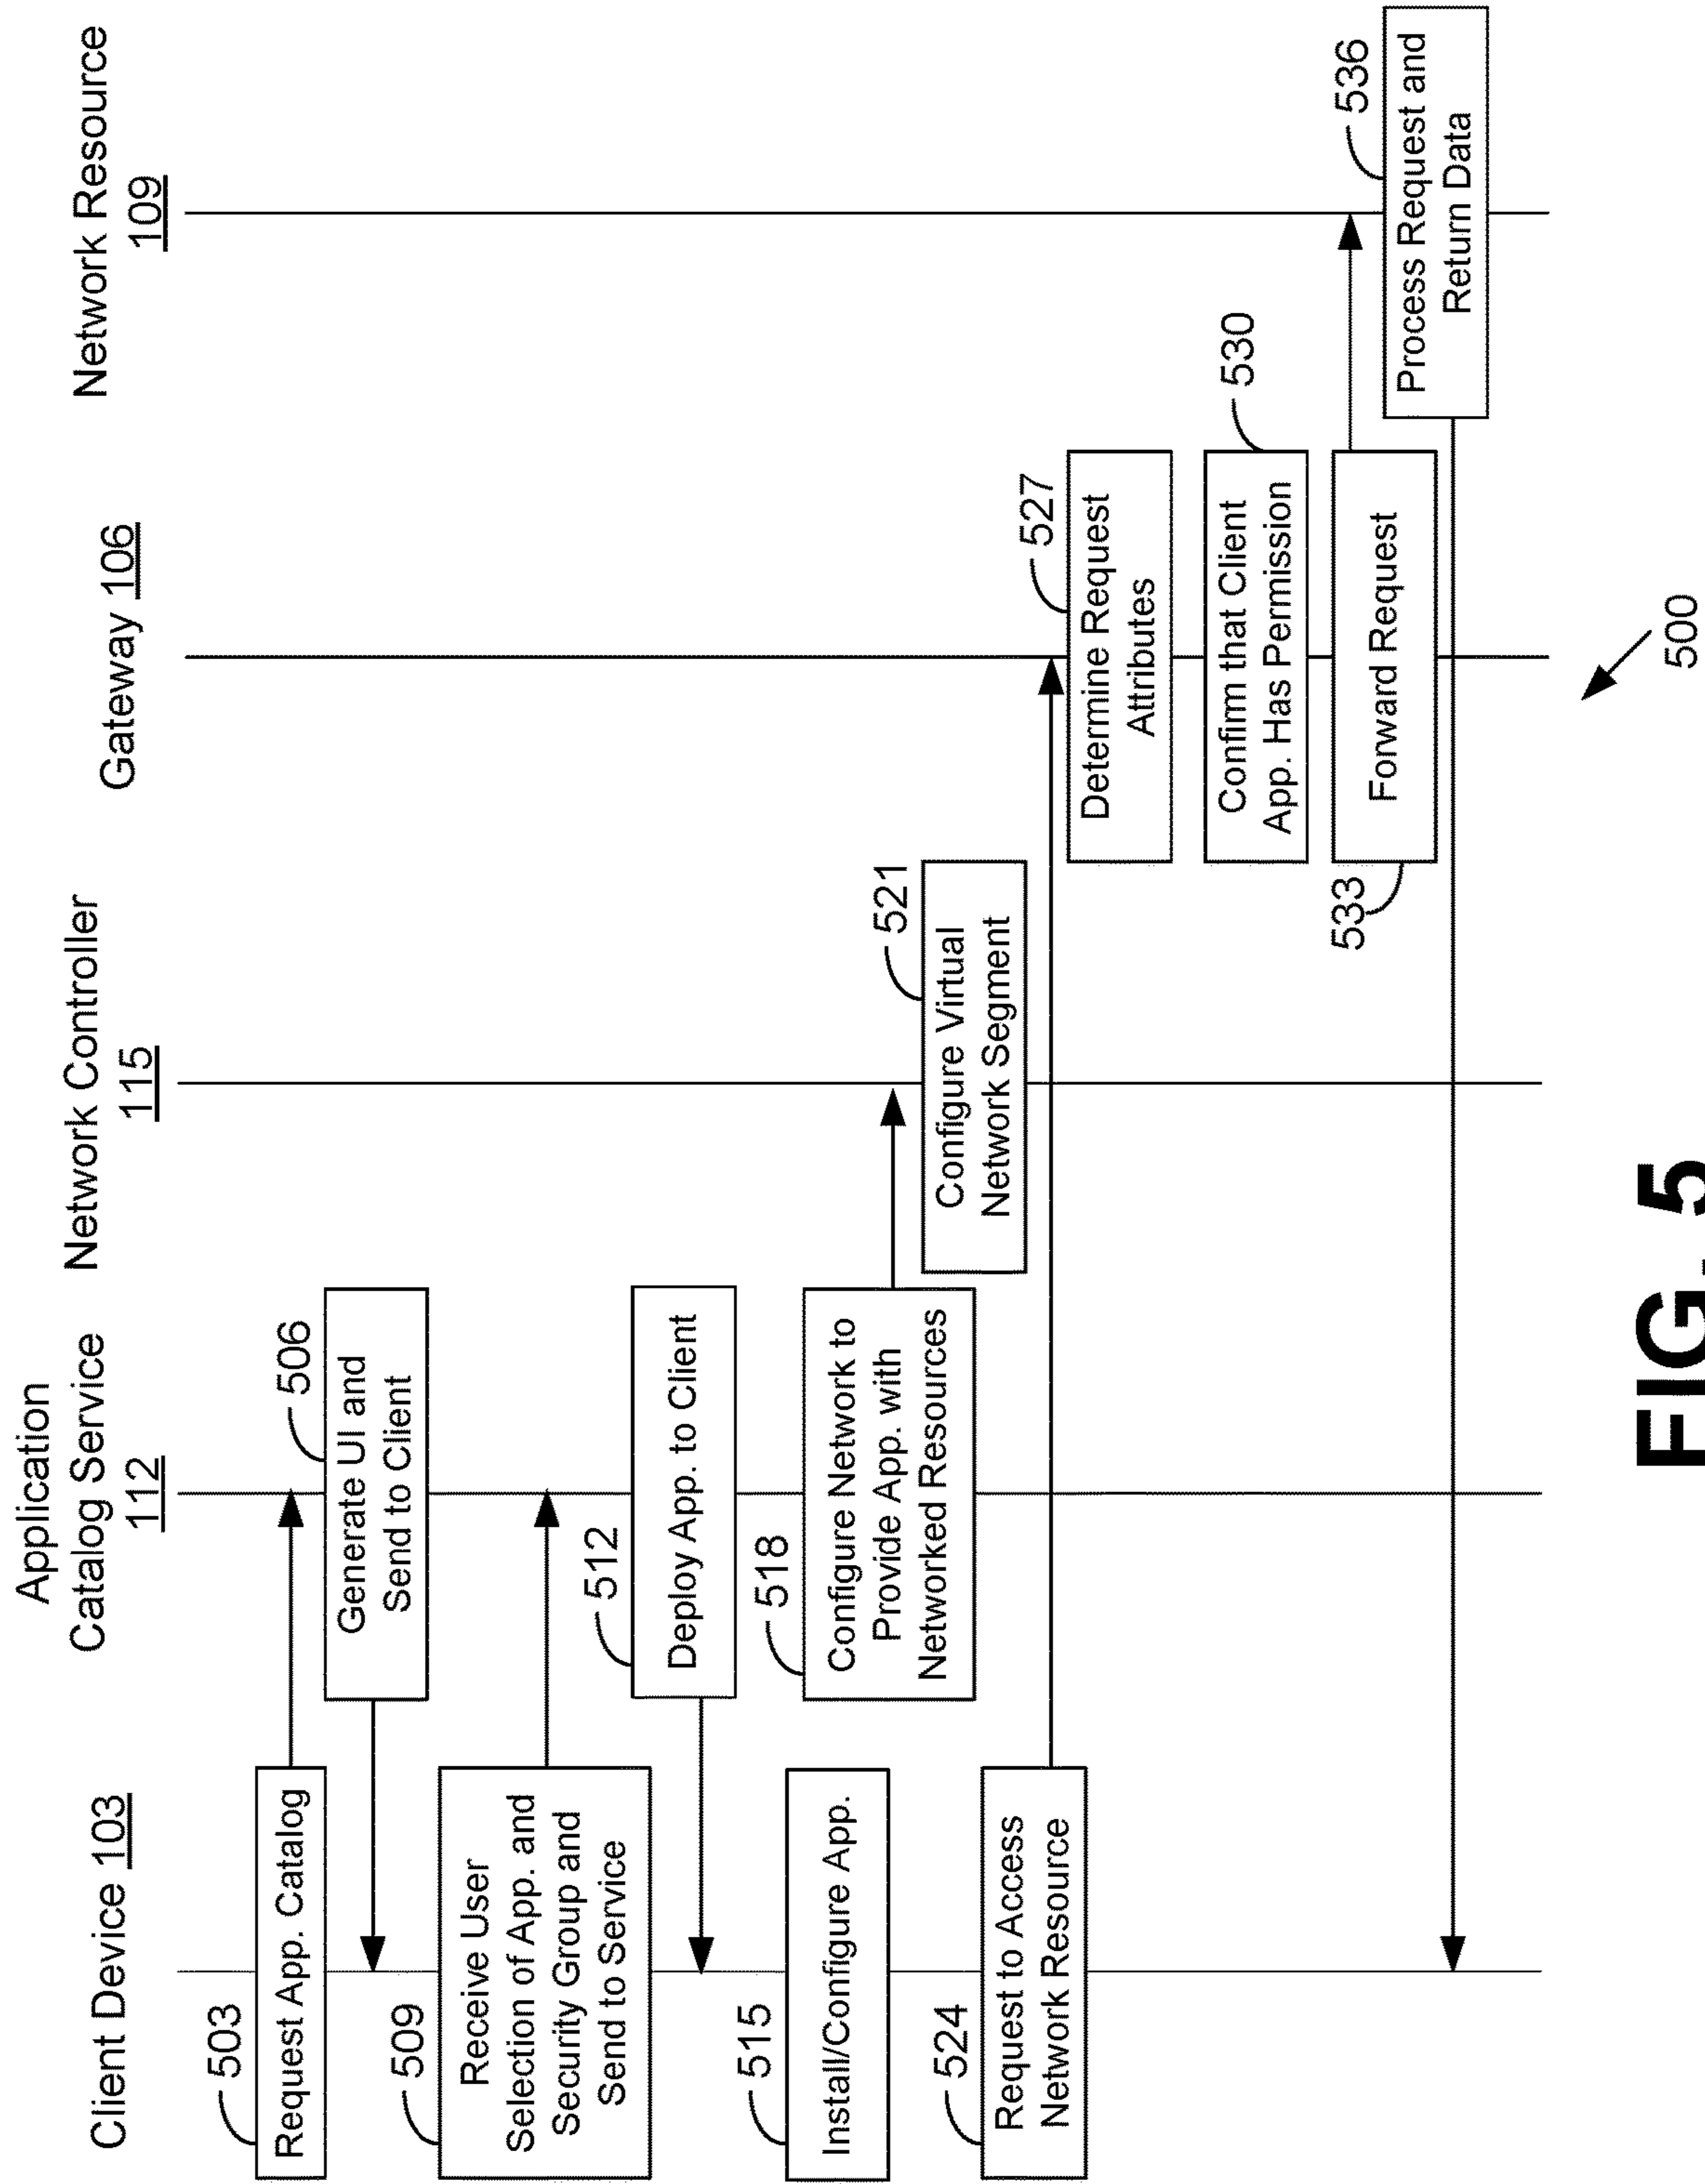 Client Device 103
Application
Catalog Service
112
Network Controller
115
Gateway 106
Network Resource
109
503
Request App. Catalog
506
Generate UI and
Send to Client
509
Receive User
Selection of App. and
Security Group and
Send to Service
512
Deploy App. to Client
515
Install/Configure App.
518
Configure Network to
Provide App. with
Networked Resources
521
Configure Virtual
Network Segment
524
Request to Access
Network Resource
527
Determine Request
Attributes
530
Confirm that Client
App. Has Permission
533
Forward Request
536
Process Request and
Return Data
500
FIG. 5